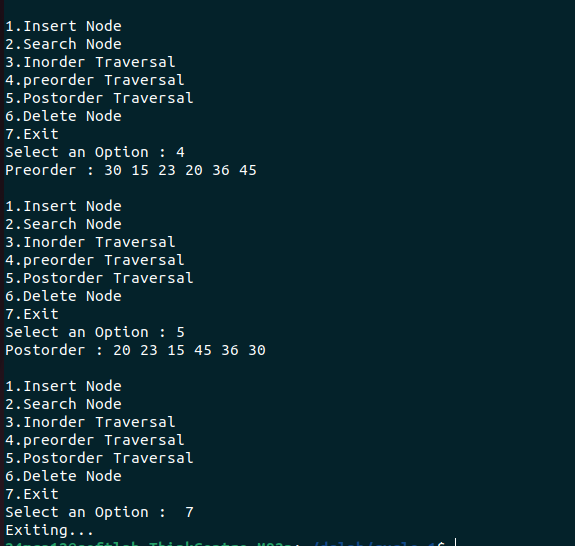 1.Insert Node
2.Search Node
3.Inorder Traversal
4.preorder Traversal
5.Postorder Traversal
6.Delete Node
7.Exit
Select an Option : 4
Preorder : 30 15 23 20 36 45
1.Insert Node
2.Search Node
3.Inorder Traversal
4.preorder Traversal
5.Postorder Traversal
6.Delete Node
7.Exit
Select an Option : 5
Postorder : 20 23 15 45 36 30
1.Insert Node
2.Search Node
3.Inorder Traversal
4.preorder Traversal
5.Postorder Traversal
6.Delete Node
7.Exit
Select an Option :  7
Exiting...